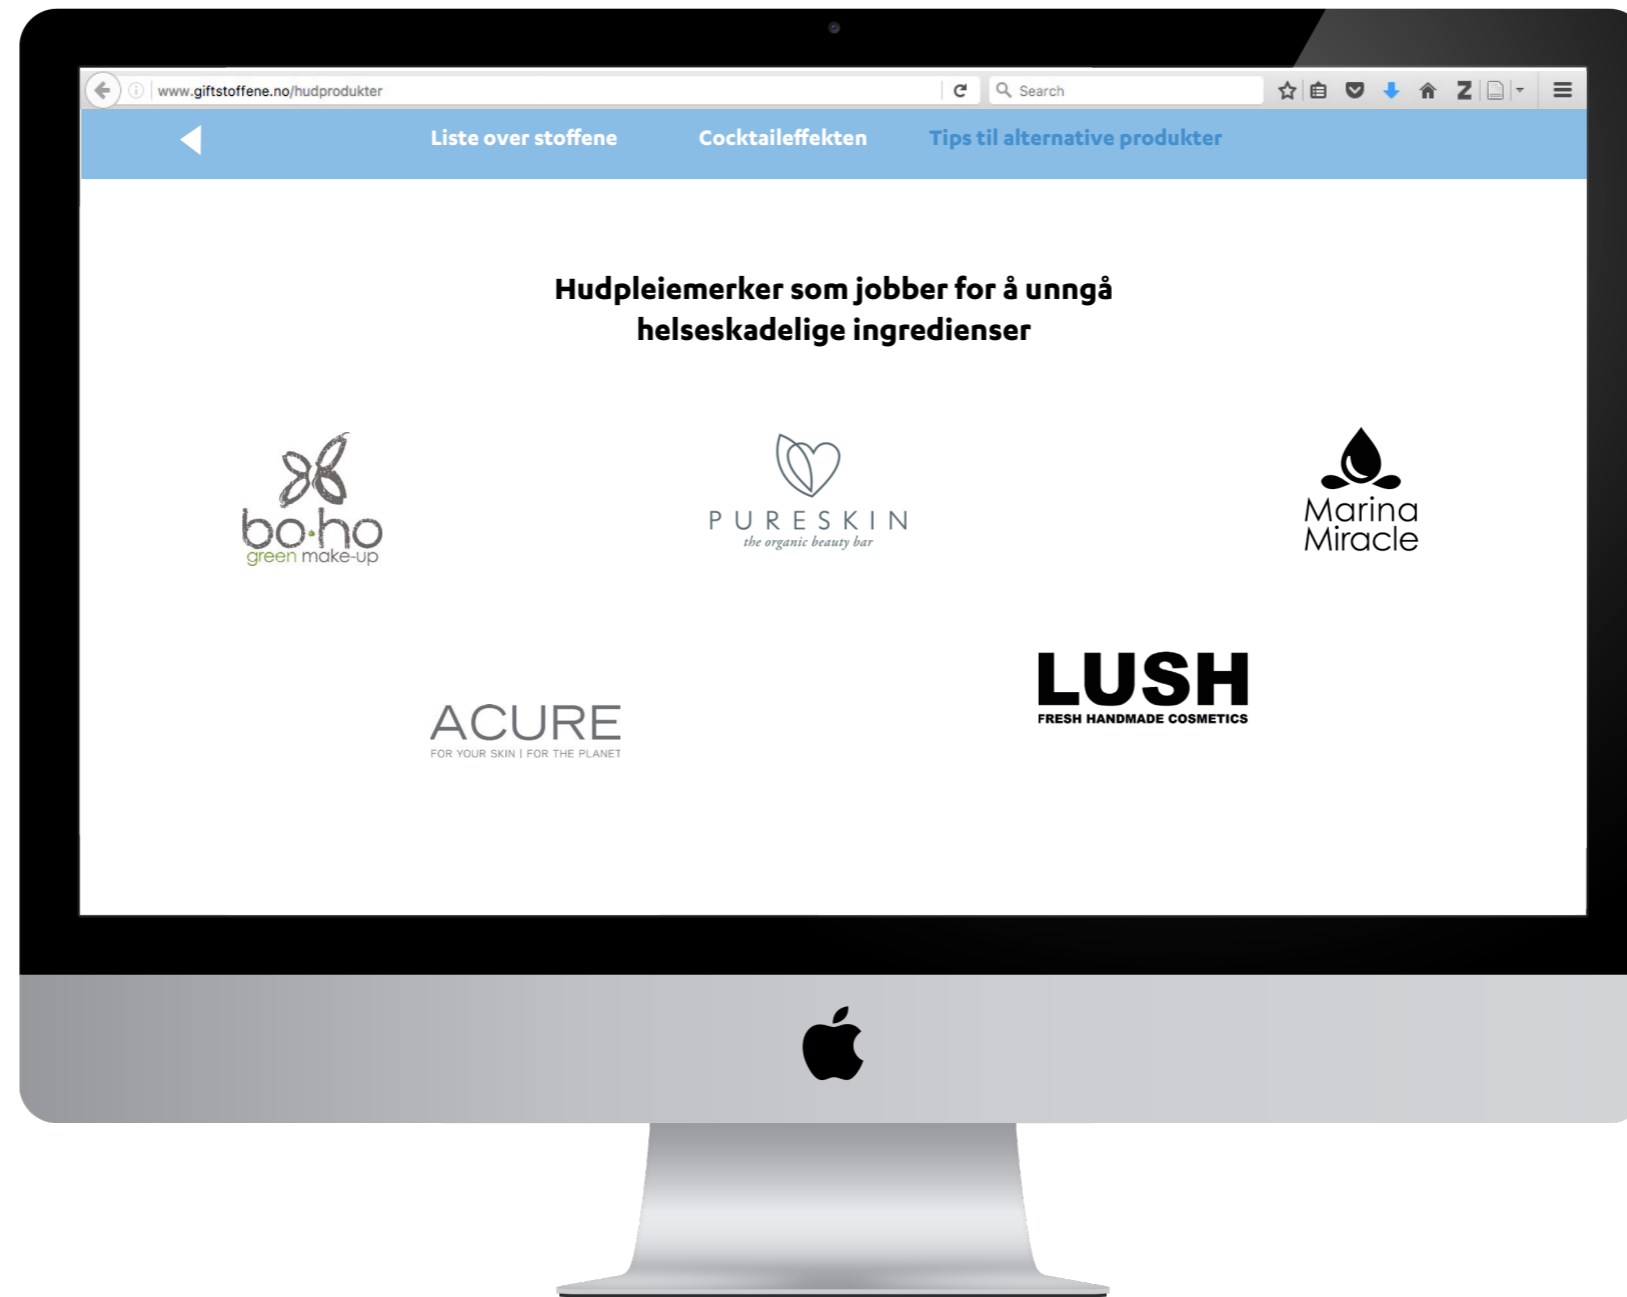 www.giftstoffene.no/hudprodukter
Search
Liste over stoffene
Cocktaileffekten
Tips til alternative produkter
Hudpleiemerker som jobber for å unngå
helseskadelige ingredienser
bo·ho
green make-up
PURESKIN
the organic beauty bar
Marina
Miracle
ACURE
FOR YOUR SKIN | FOR THE PLANET
LUSH
FRESH HANDMADE COSMETICS